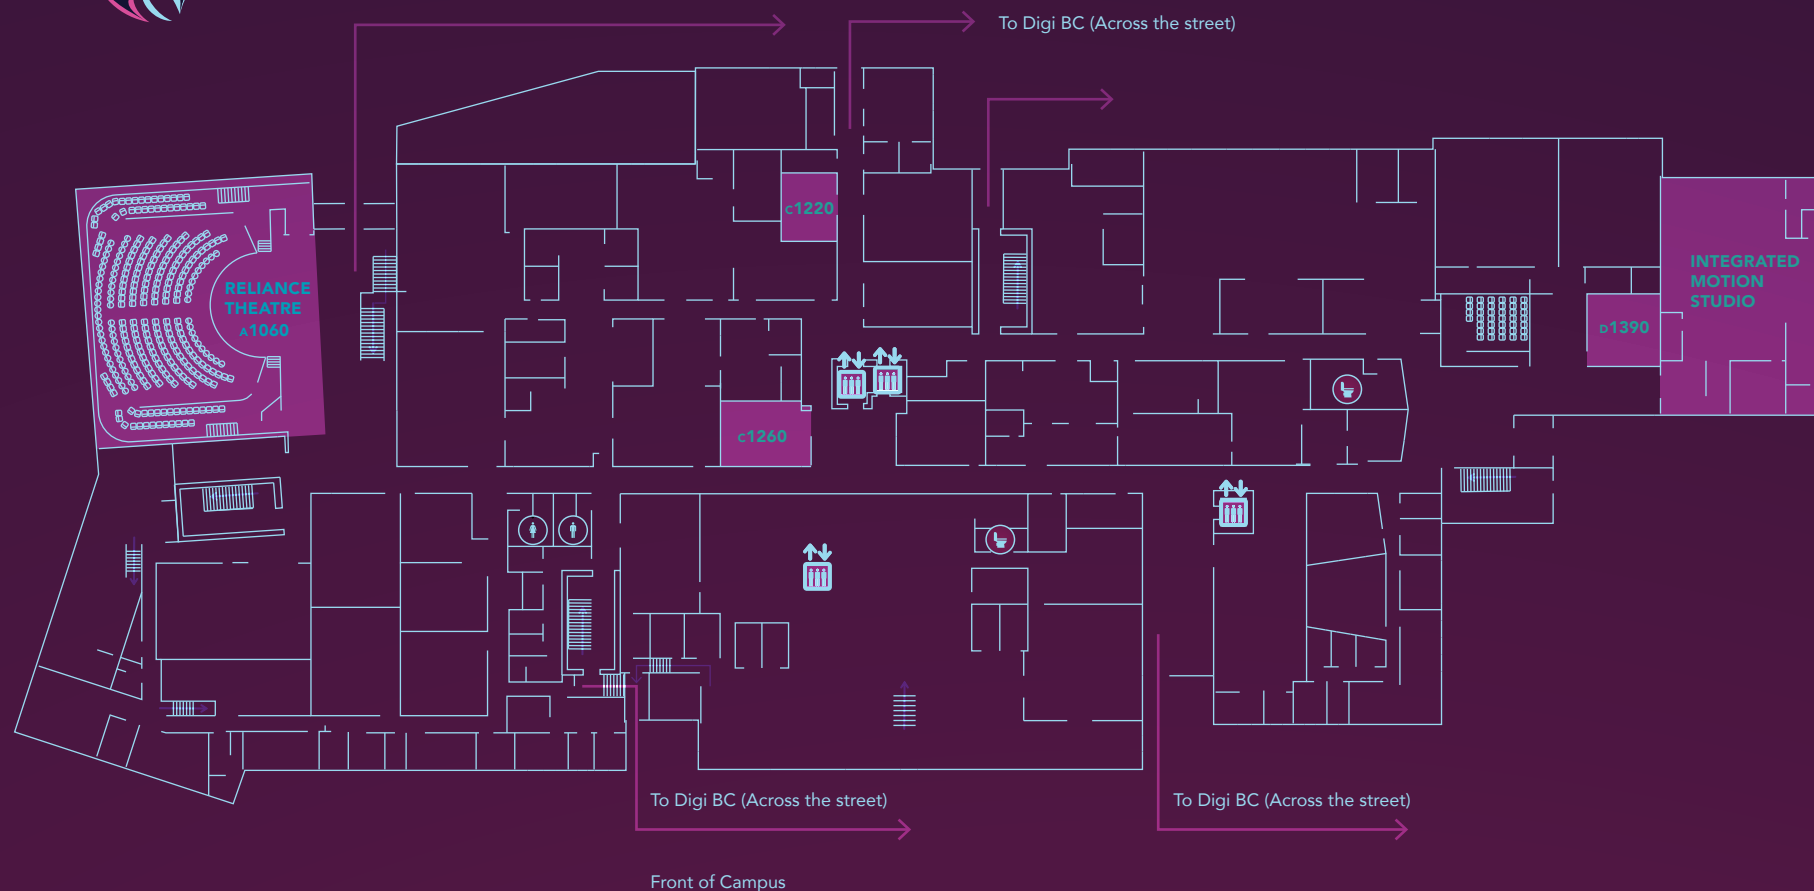 To Digi BC (Across the street)
C1220
RELIANCE
THEATRE
A1060
INTEGRATED
MOTION
STUDIO
D1390
C1260
To Digi BC (Across the street)
To Digi BC (Across the street)
Front of Campus